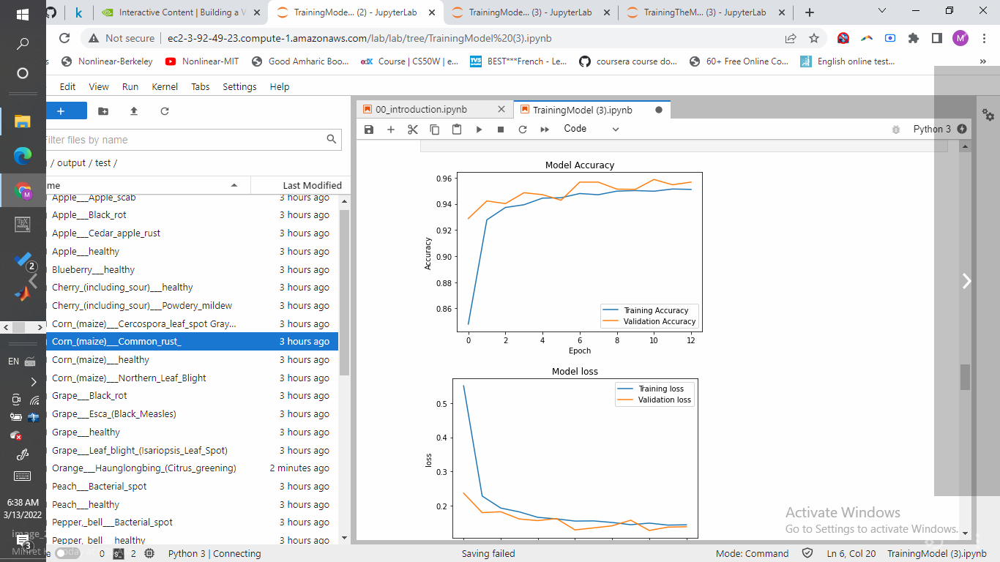 Interactive Content | Building a V
TrainingMode... (2) - JupyterLab
TrainingMode... (3) - JupyterLab
TrainingTheM... (3) - JupyterLab
Not secure | ec2-3-92-49-23.compute-1.amazonaws.com/lab/lab/tree/TrainingModel%20(3).ipynb
Nonlinear-Berkeley
Nonlinear-MIT
Good Amharic Boo...
Course | CS50W | e...
BEST***French - Le...
coursera course do...
60+ Free Online Co...
English online test...
Edit View Run Kernel Tabs Settings Help
00_introduction.ipynb
TrainingModel (3).ipynb
Code
Python 3
Filter files by name
/ output / test /
me
Last Modified
Apple___Apple_scab 3 hours ago
Apple___Black_rot 3 hours ago
Apple___Cedar_apple_rust 3 hours ago
Apple___healthy 3 hours ago
Blueberry___healthy 3 hours ago
Cherry_(including_sour)___healthy 3 hours ago
Cherry_(including_sour)___Powdery_mildew 3 hours ago
Corn_(maize)___Cercospora_leaf_spot Gray... 3 hours ago
Corn_(maize)___Common_rust_ 3 hours ago
Corn_(maize)___healthy 3 hours ago
Corn_(maize)___Northern_Leaf_Blight 3 hours ago
Grape___Black_rot 3 hours ago
Grape___Esca_(Black_Measles) 3 hours ago
Grape___healthy 3 hours ago
Grape___Leaf_blight_(Isariopsis_Leaf_Spot) 3 hours ago
Orange___Haunglongbing_(Citrus_greening) 2 minutes ago
Peach___Bacterial_spot 3 hours ago
Peach___healthy 3 hours ago
Pepper,_bell___Bacterial_spot 3 hours ago
Pepper,_bell___healthy 3 hours ago
Model Accuracy
Accuracy
0.96
0.94
0.92
0.90
0.88
0.86
Training Accuracy
Validation Accuracy
0 2 4 6 8 10 12
Epoch
Model loss
loss
0.5
0.4
0.3
0.2
Training loss
Validation loss
Activate Windows
Go to Settings to activate Windows.
2
EN
6:38 AM
3/13/2022
3
0
2
Python 3 | Connecting
Saving failed
Mode: Command
Ln 6, Col 20
TrainingModel (3).ipynb